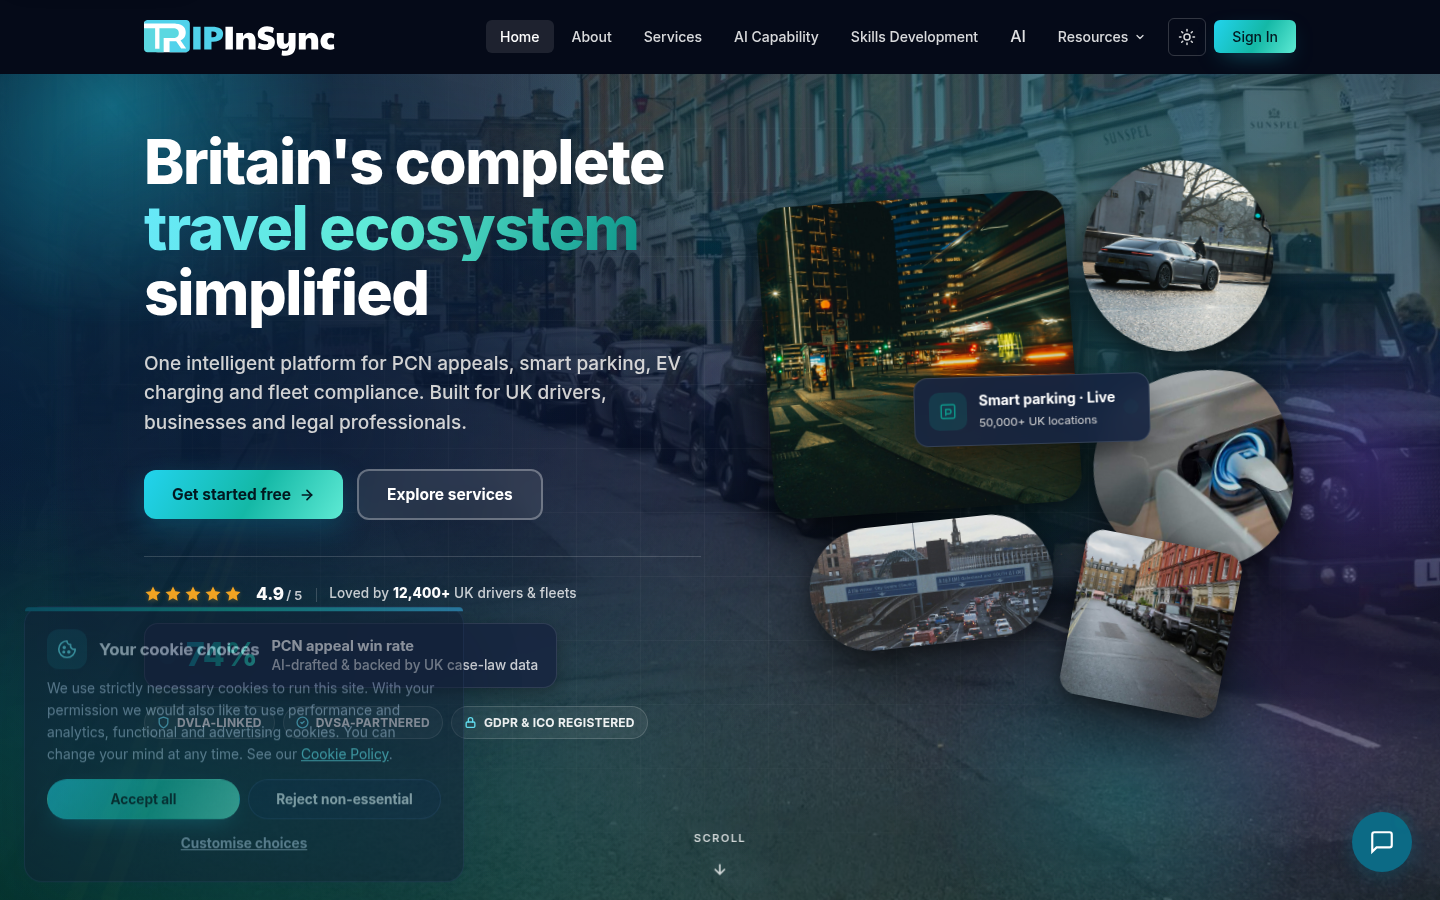 TRIPInSync
Home
About
Services
AI Capability
Skills Development
AI
Resources
Sign In
Britain's complete
travel ecosystem
simplified
One intelligent platform for PCN appeals, smart parking, EV
charging and fleet compliance. Built for UK drivers,
businesses and legal professionals.
Get started free
Explore services
4.9 / 5
Loved by 12,400+ UK drivers & fleets
74%
PCN appeal win rate
AI-drafted & backed by UK case-law data
DVLA-LINKED
DVSA-PARTNERED
GDPR & ICO REGISTERED
Your cookie choices
We use strictly necessary cookies to run this site. With your
permission we would also like to use performance and
analytics, functional and advertising cookies. You can
change your mind at any time. See our Cookie Policy.
Accept all
Reject non-essential
Customise choices
Smart parking · Live
50,000+ UK locations
SUNSPEL
SUNSPEL
SCROLL